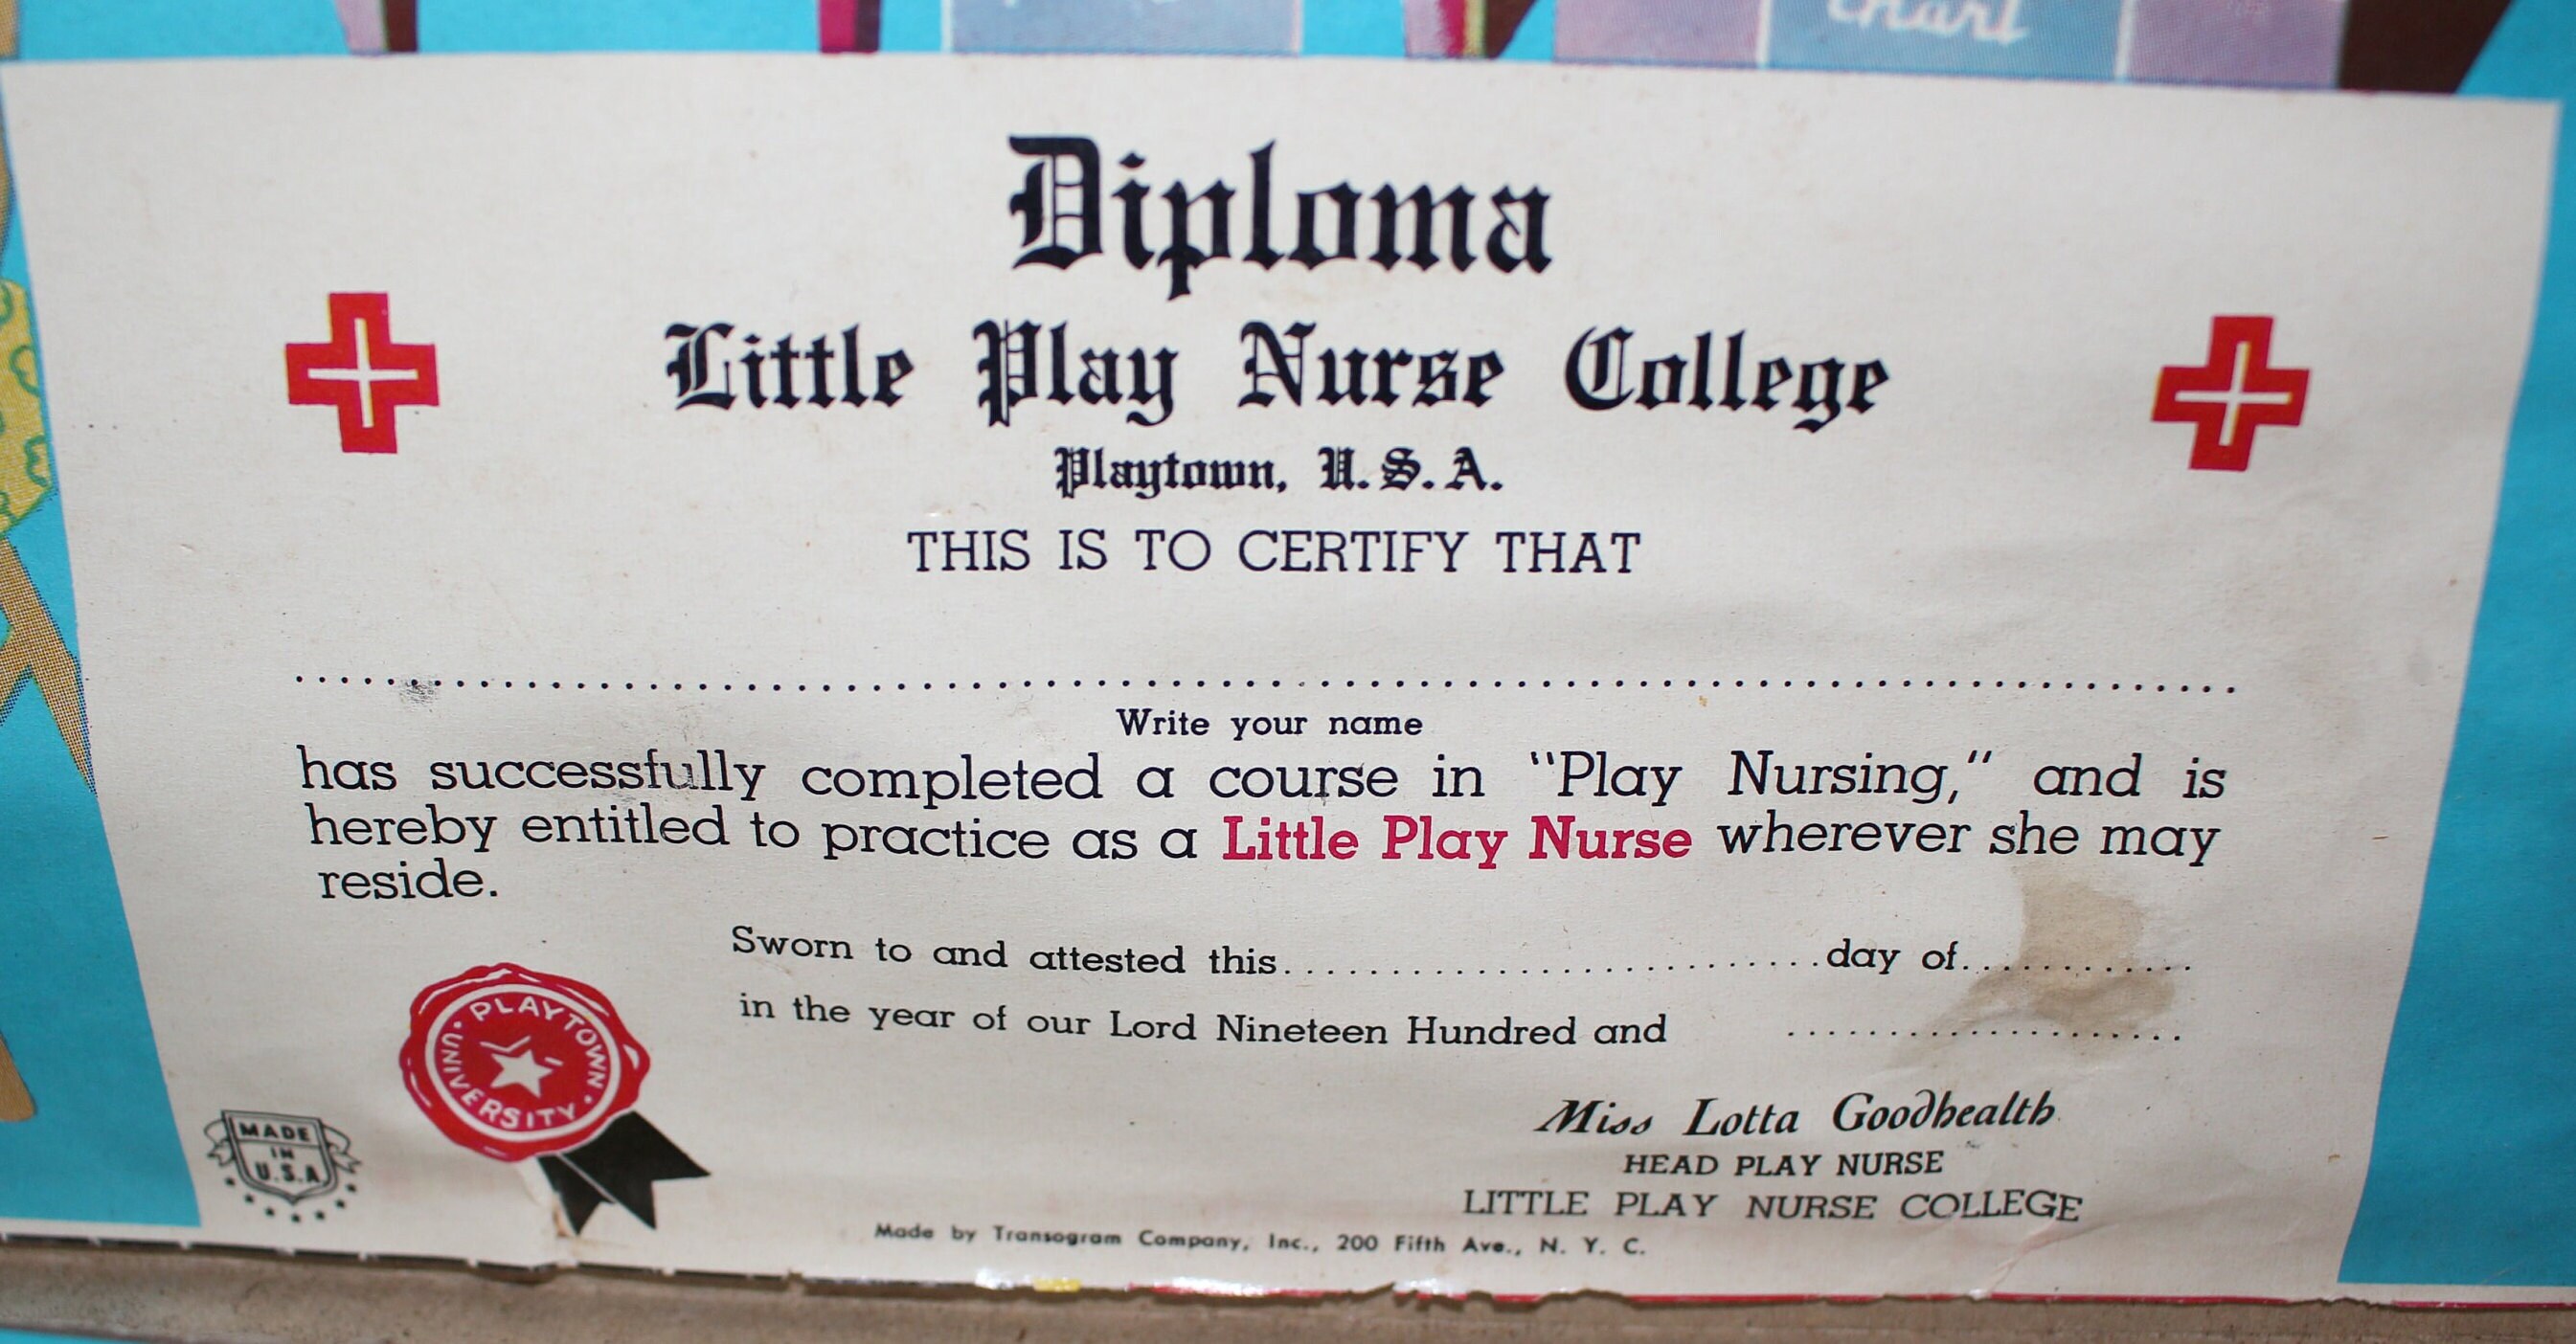 chart
Diploma
Little Play Nurse College
Playtown, U.S.A.
THIS IS TO CERTIFY THAT
Write your name
has successfully completed a course in "Play Nursing," and is
hereby entitled to practice as a Little Play Nurse wherever she may
reside.
Sworn to and attested this..............................day of.............
in the year of our Lord Nineteen Hundred and ....................
PLAYTOWN
UNIVERSITY
MADE
IN
U.S.A
Miss Lotta Goodhealth
HEAD PLAY NURSE
LITTLE PLAY NURSE COLLEGE
Made by Transogram Company, Inc., 200 Fifth Ave., N. Y. C.